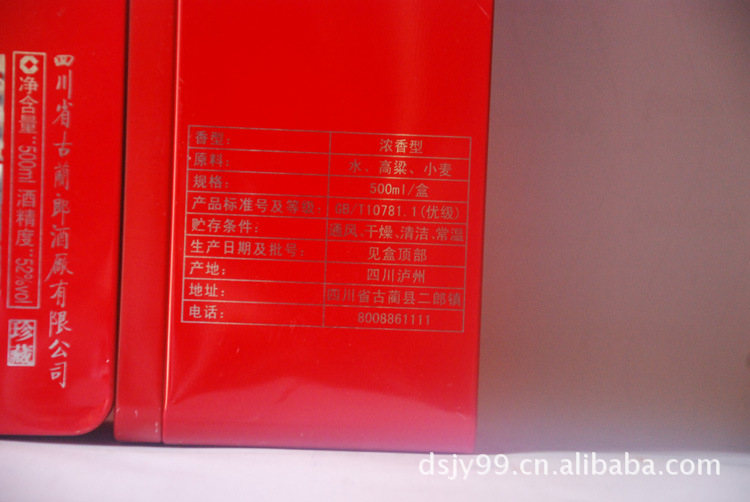 四川省古蔺郎酒厰有限公司
净含量:500ml 酒精度:52%vol
珍藏
香型: 浓香型
原料: 水、高粱、小麦
规格: 500ml/盒
产品标准号及等级: GB/T10781.1(优级)
贮存条件: 通风、干燥、清洁、常温
生产日期及批号: 见盒顶部
产地: 四川泸州
地址: 四川省古蔺县二郎镇
电话: 8008861111
dsjy99.cn.alibaba.com